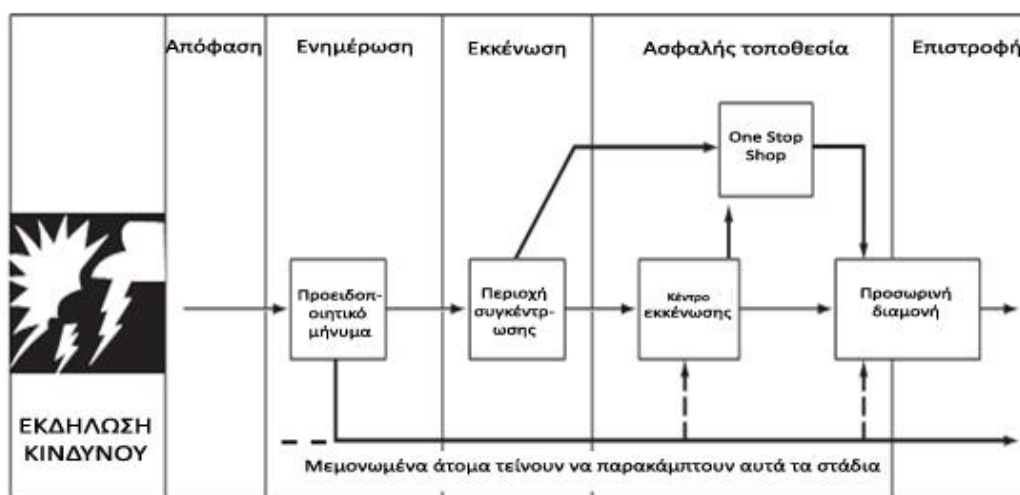 Απόφαση
Ενημέρωση
Εκκένωση
Ασφαλής τοποθεσία
Επιστροφή
One Stop
Shop
Προειδοπ-
οιητικό
μήνυμα
Περιοχή
συγκέντρ-
ωσης
Κέντρο
εκκένωσης
Προσωρινή
διαμονή
ΕΚΔΗΛΩΣΗ
ΚΙΝΔΥΝΟΥ
Μεμονωμένα άτομα τείνουν να παρακάμπτουν αυτά τα στάδια